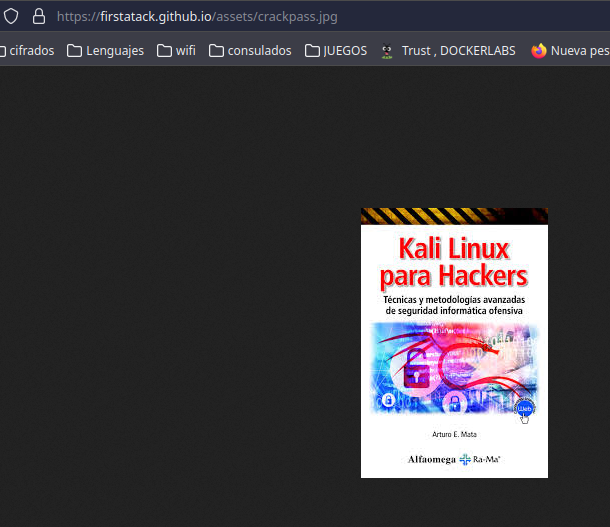 https://firstatack.github.io/assets/crackpass.jpg
cifrados Lenguajes wifi consulados JUEGOS Trust , DOCKERLABS Nueva pes
Kali Linux
para Hackers
Técnicas y metodologías avanzadas
de seguridad informática ofensiva
Web
Arturo E. Mata
Alfaomega Ra-Ma®